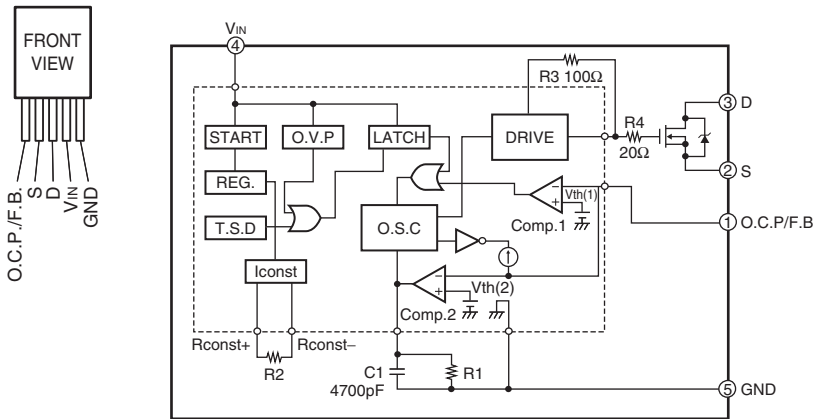 FRONT
VIEW
O.C.P./F.B.
S
D
VIN
GND
VIN
4
R3 100Ω
3 D
START
O.V.P
LATCH
DRIVE
R4
20Ω
2 S
REG.
Vth(1)
1 O.C.P/F.B
T.S.D
O.S.C
Comp.1
Iconst
Vth(2)
Comp.2
Rconst+
Rconst−
R2
C1
4700pF
R1
5 GND